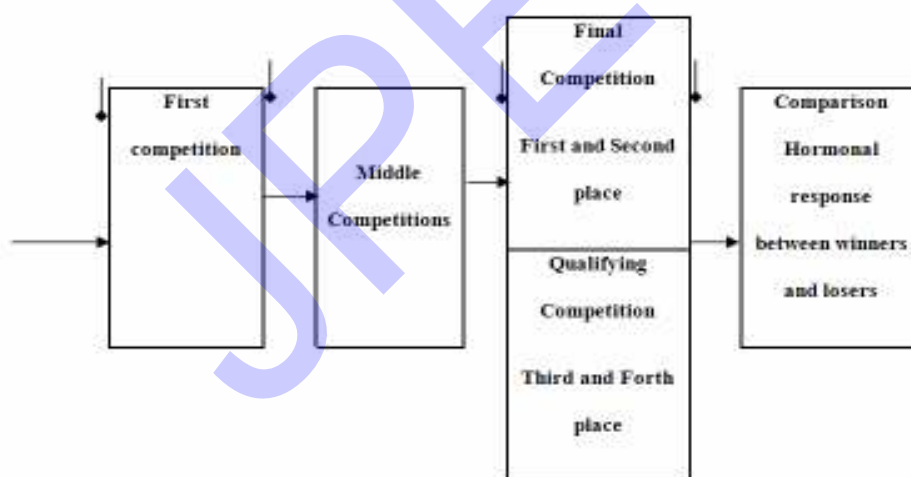 First
competition
Middle
Competitions
Final
Competition
First and Second
place
Qualifying
Competition
Third and Forth
place
Comparison
Hormonal
response
between winners
and losers
JPE